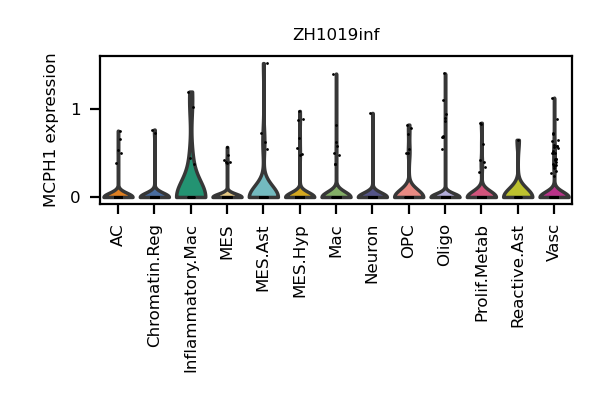 ZH1019inf
MCPH1 expression
1
0
AC
Chromatin.Reg
Inflammatory.Mac
MES
MES.Ast
MES.Hyp
Mac
Neuron
OPC
Oligo
Prolif.Metab
Reactive.Ast
Vasc